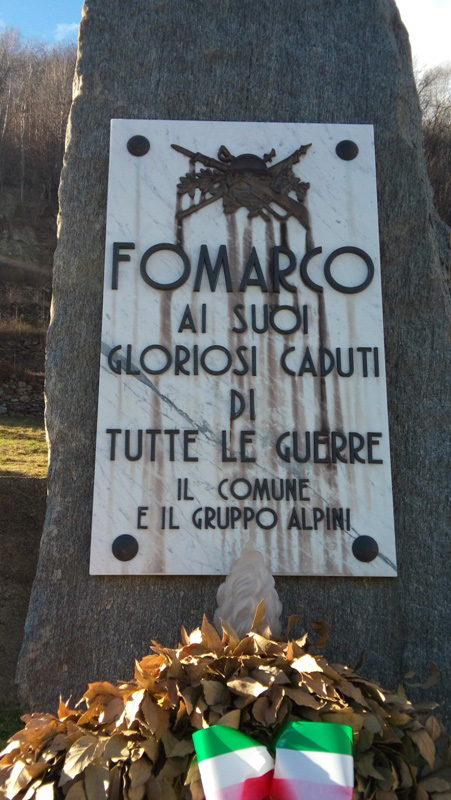 FOMARCO
AI SUOI
GLORIOSI CADUTI
DI
TUTTE LE GUERRE
IL COMUNE
E IL GRUPPO ALPINI